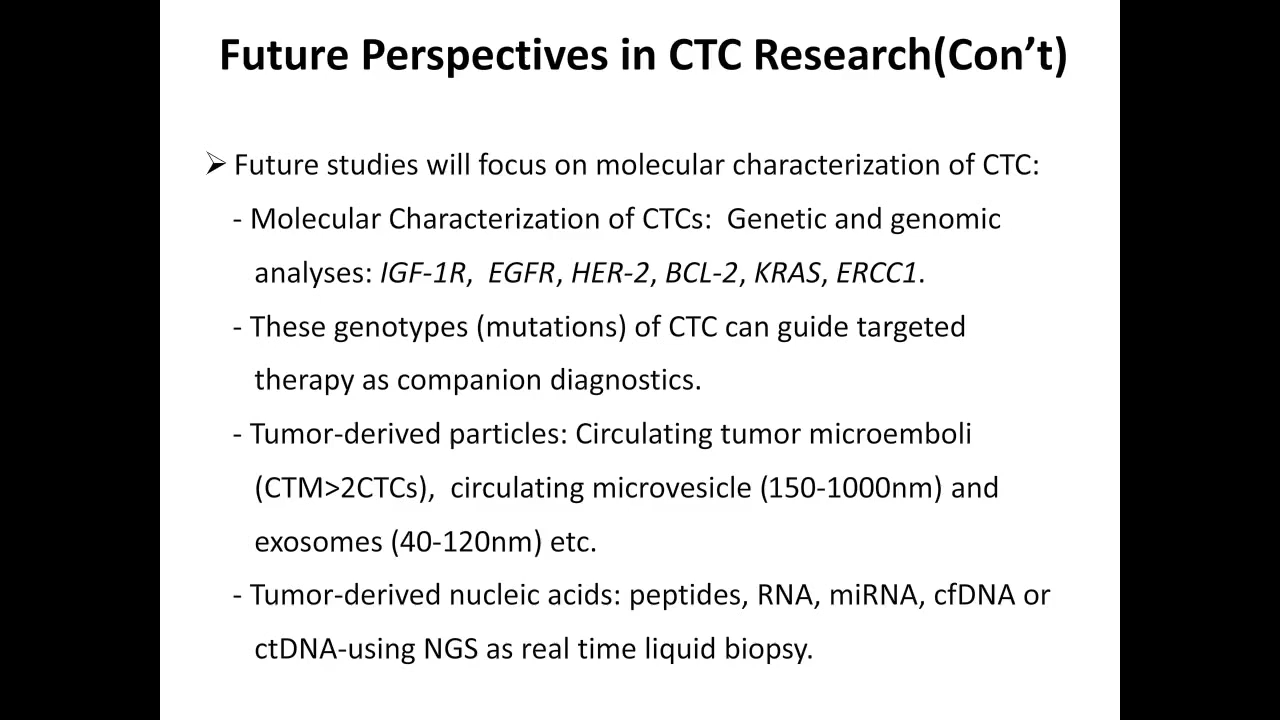 Future Perspectives in CTC Research(Con’t)
➢ Future studies will focus on molecular characterization of CTC:
- Molecular Characterization of CTCs:  Genetic and genomic
analyses: IGF-1R,  EGFR, HER-2, BCL-2, KRAS, ERCC1.
- These genotypes (mutations) of CTC can guide targeted
therapy as companion diagnostics.
- Tumor-derived particles: Circulating tumor microemboli
(CTM>2CTCs),  circulating microvesicle (150-1000nm) and
exosomes (40-120nm) etc.
- Tumor-derived nucleic acids: peptides, RNA, miRNA, cfDNA or
ctDNA-using NGS as real time liquid biopsy.